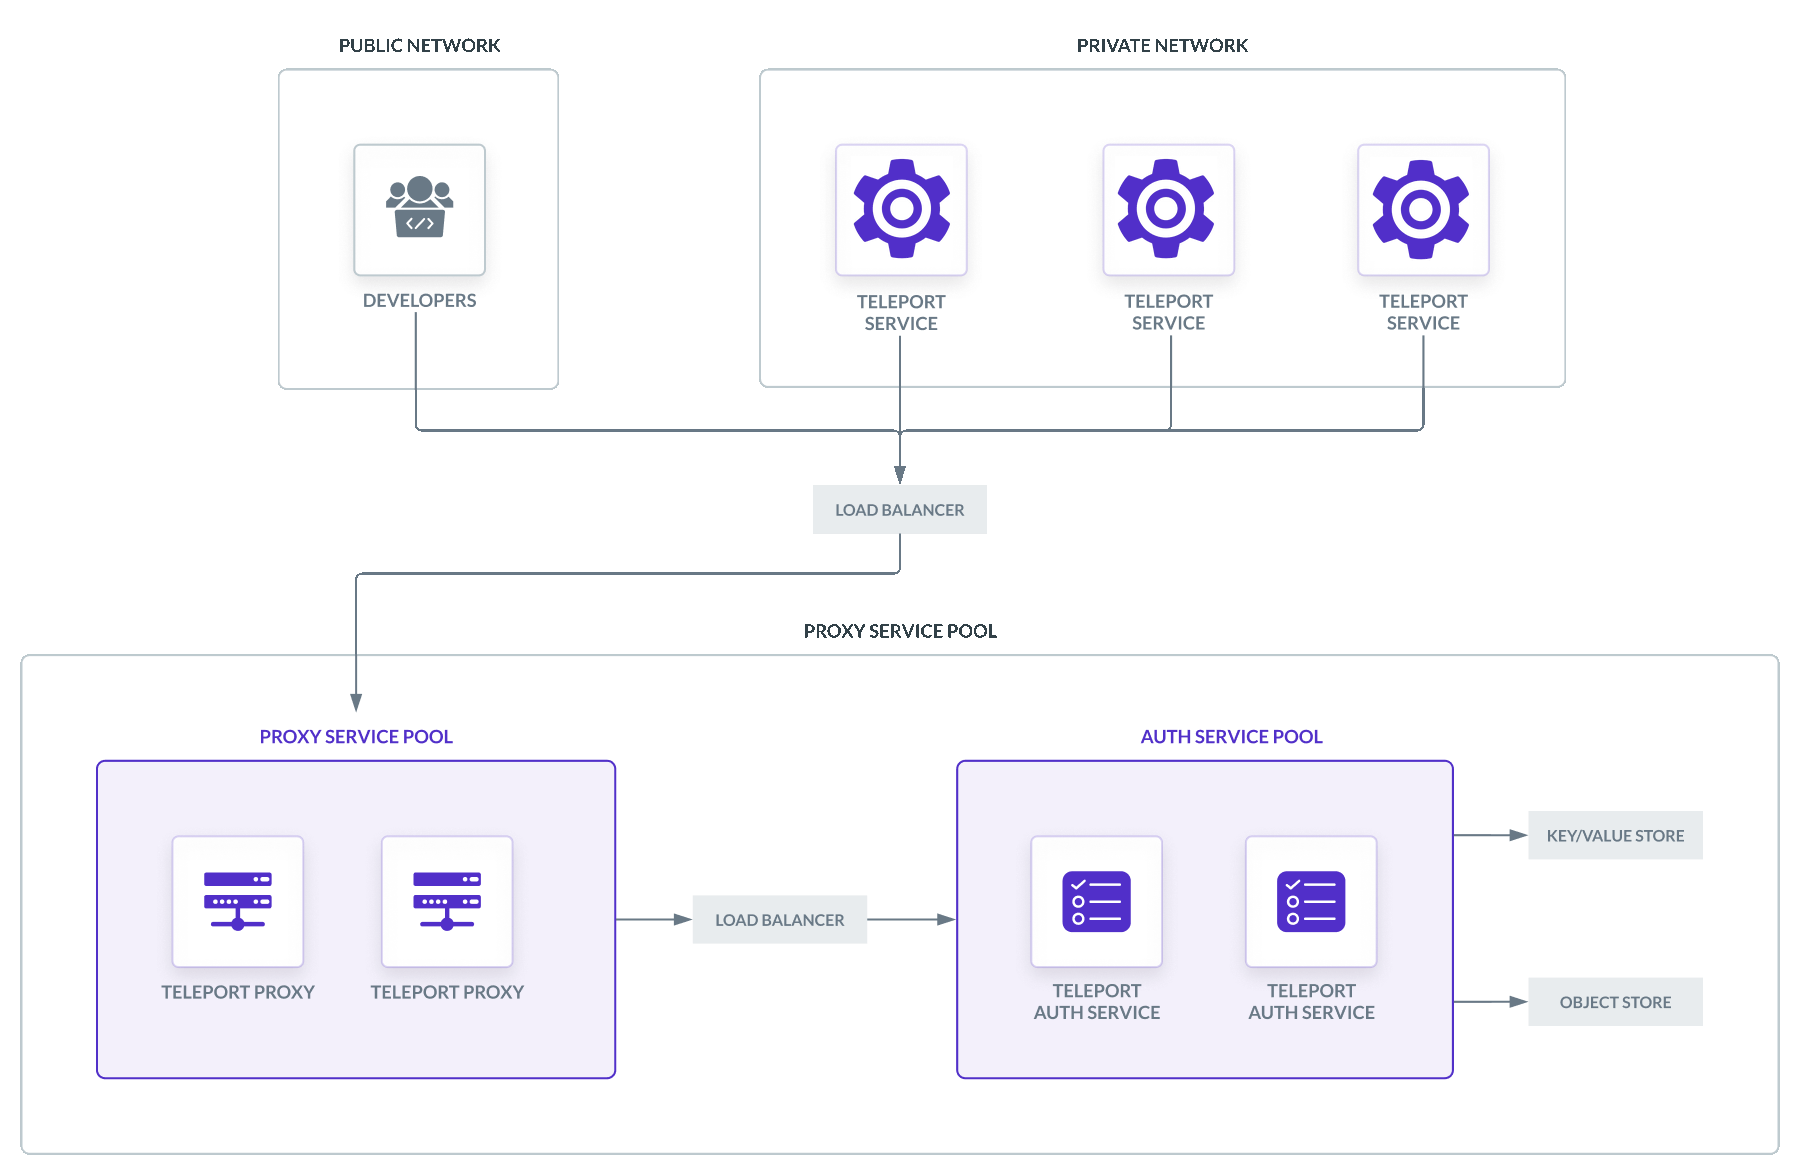 PUBLIC NETWORK
PRIVATE NETWORK
DEVELOPERS
TELEPORT
SERVICE
TELEPORT
SERVICE
TELEPORT
SERVICE
LOAD BALANCER
PROXY SERVICE POOL
PROXY SERVICE POOL
AUTH SERVICE POOL
TELEPORT PROXY
TELEPORT PROXY
LOAD BALANCER
TELEPORT
AUTH SERVICE
TELEPORT
AUTH SERVICE
KEY/VALUE STORE
OBJECT STORE